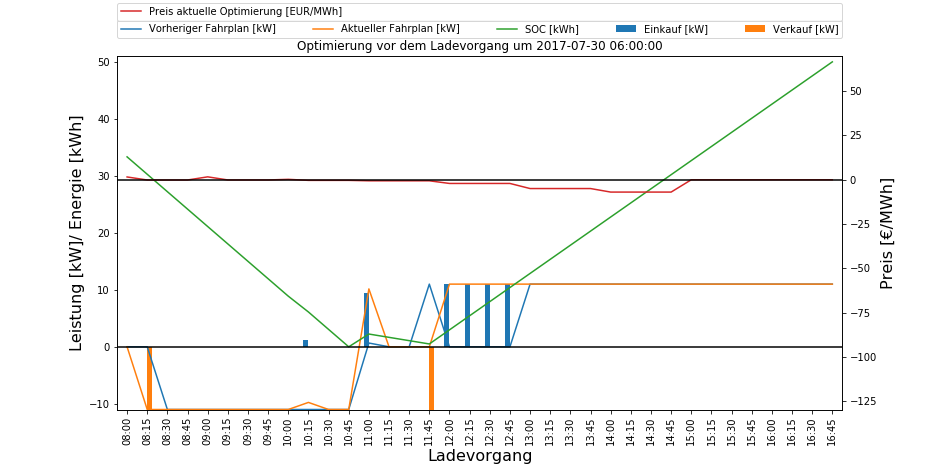 Preis aktuelle Optimierung [EUR/MWh]
Vorheriger Fahrplan [kW] Aktueller Fahrplan [kW] SOC [kWh] Einkauf [kW] Verkauf [kW]
Optimierung vor dem Ladevorgang um 2017-07-30 06:00:00
Leistung [kW]/ Energie [kWh]
50
40
30
20
10
0
−10
50
25
0
−25
−50
−75
−100
−125
Preis [€/MWh]
08:00 08:15 08:30 08:45 09:00 09:15 09:30 09:45 10:00 10:15 10:30 10:45 11:00 11:15 11:30 11:45 12:00 12:15 12:30 12:45 13:00 13:15 13:30 13:45 14:00 14:15 14:30 14:45 15:00 15:15 15:30 15:45 16:00 16:15 16:30 16:45
Ladevorgang